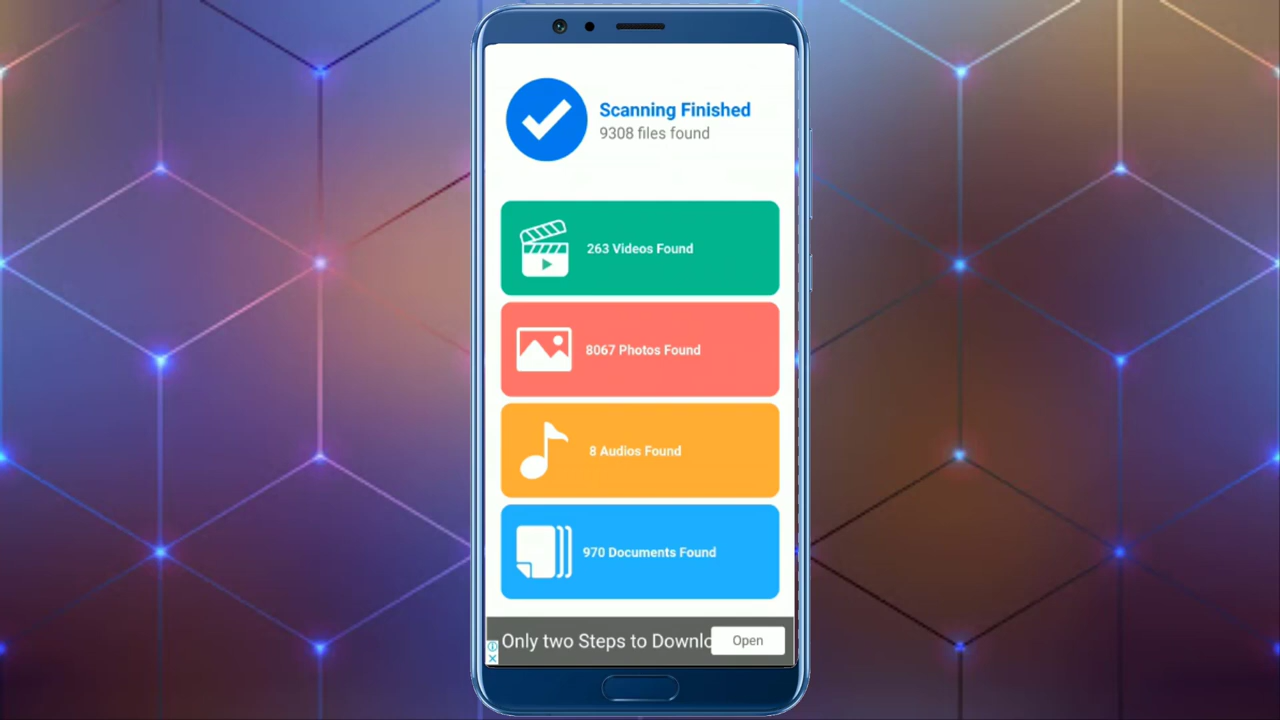 Scanning Finished
9308 files found
263 Videos Found
8067 Photos Found
8 Audios Found
970 Documents Found
Only two Steps to Downlo
Open